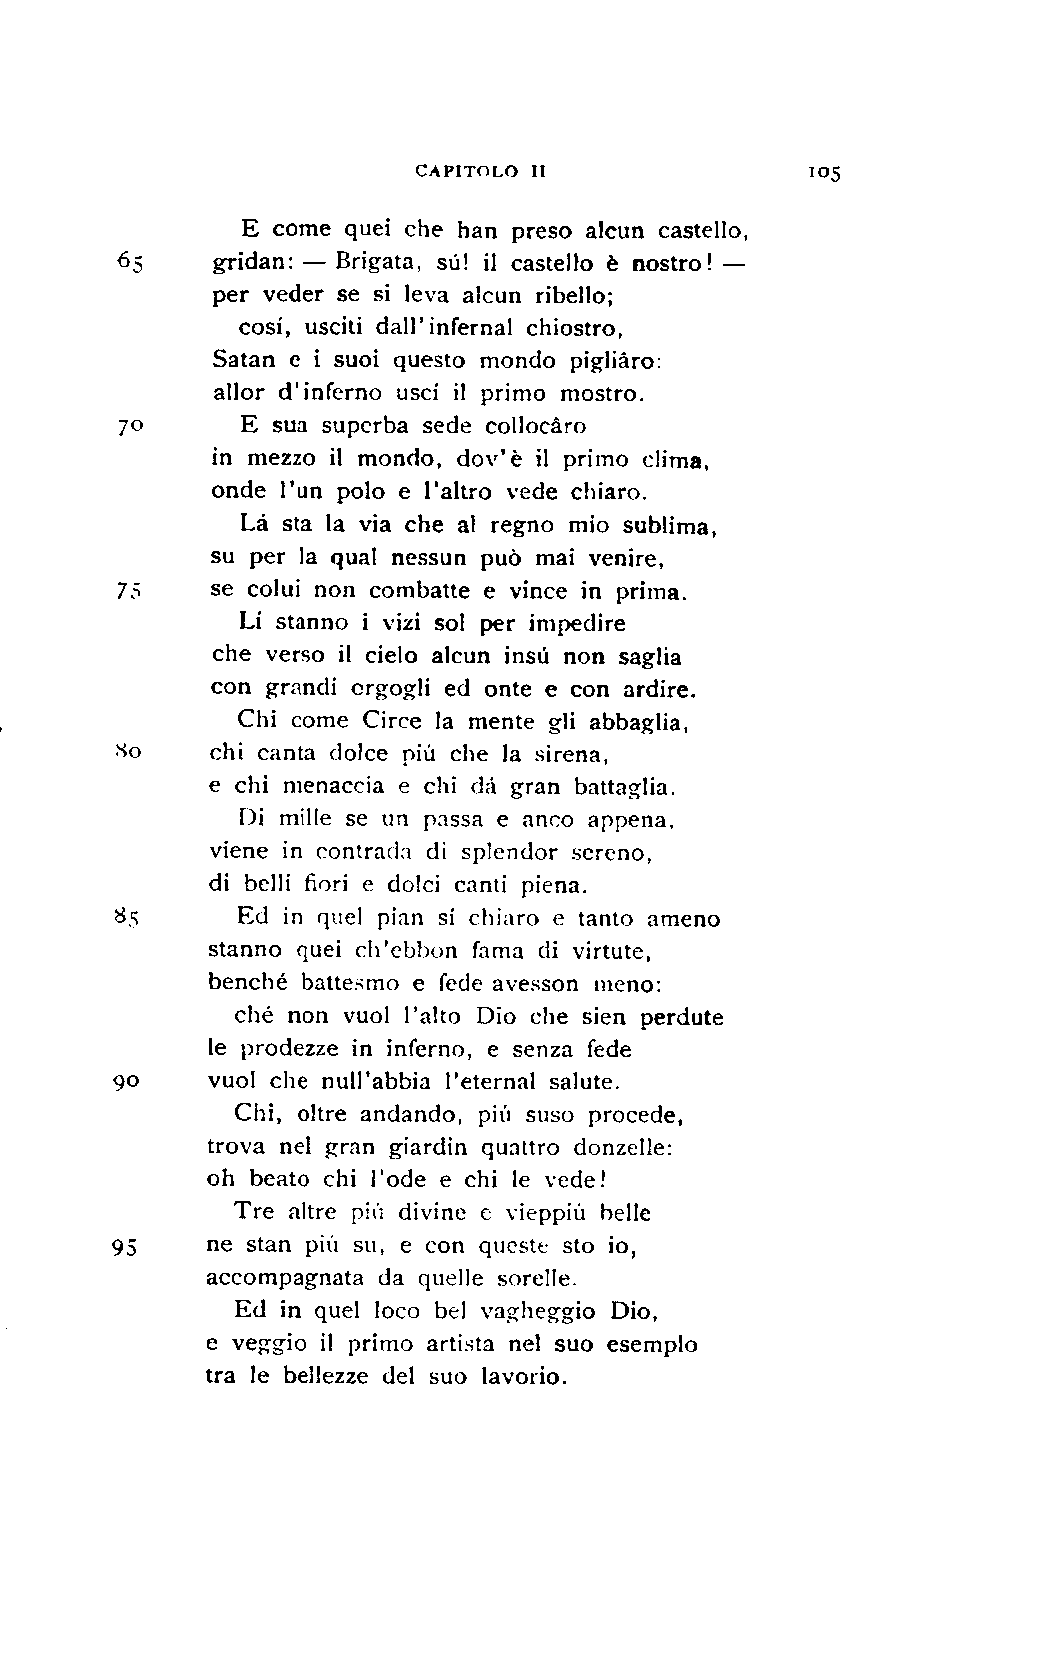 CAPITOLO II 105
E come quei che han preso alcun castello,
65 gridan: — Brigata, sú! il castello è nostro! —
per veder se si leva alcun ribello;
cosí, usciti dall'infernal chiostro,
Satan e i suoi questo mondo pigliâro:
allor d'inferno uscí il primo mostro.
70 E sua superba sede collocâro
in mezzo il mondo, dov'è il primo clima,
onde l'un polo e l'altro vede chiaro.
Lá sta la via che al regno mio sublima,
su per la qual nessun può mai venire,
75 se colui non combatte e vince in prima.
Lí stanno i vizi sol per impedire
che verso il cielo alcun insú non saglia
con grandi orgogli ed onte e con ardire.
Chi come Circe la mente gli abbaglia,
80 chi canta dolce piú che la sirena,
e chi menaccia e chi dá gran battaglia.
Di mille se un passa e anco appena,
viene in contrada di splendor sereno,
di belli fiori e dolci canti piena.
85 Ed in quel pian sí chiaro e tanto ameno
stanno quei ch'ebbon fama di virtute,
benché battesmo e fede avesson meno:
ché non vuol l'alto Dio che sien perdute
le prodezze in inferno, e senza fede
90 vuol che null'abbia l'eternal salute.
Chi, oltre andando, piú suso procede,
trova nel gran giardin quattro donzelle:
oh beato chi l'ode e chi le vede!
Tre altre piú divine e vieppiú belle
95 ne stan piú su, e con queste sto io,
accompagnata da quelle sorelle.
Ed in quel loco bel vagheggio Dio,
e veggio il primo artista nel suo esemplo
tra le bellezze del suo lavorio.